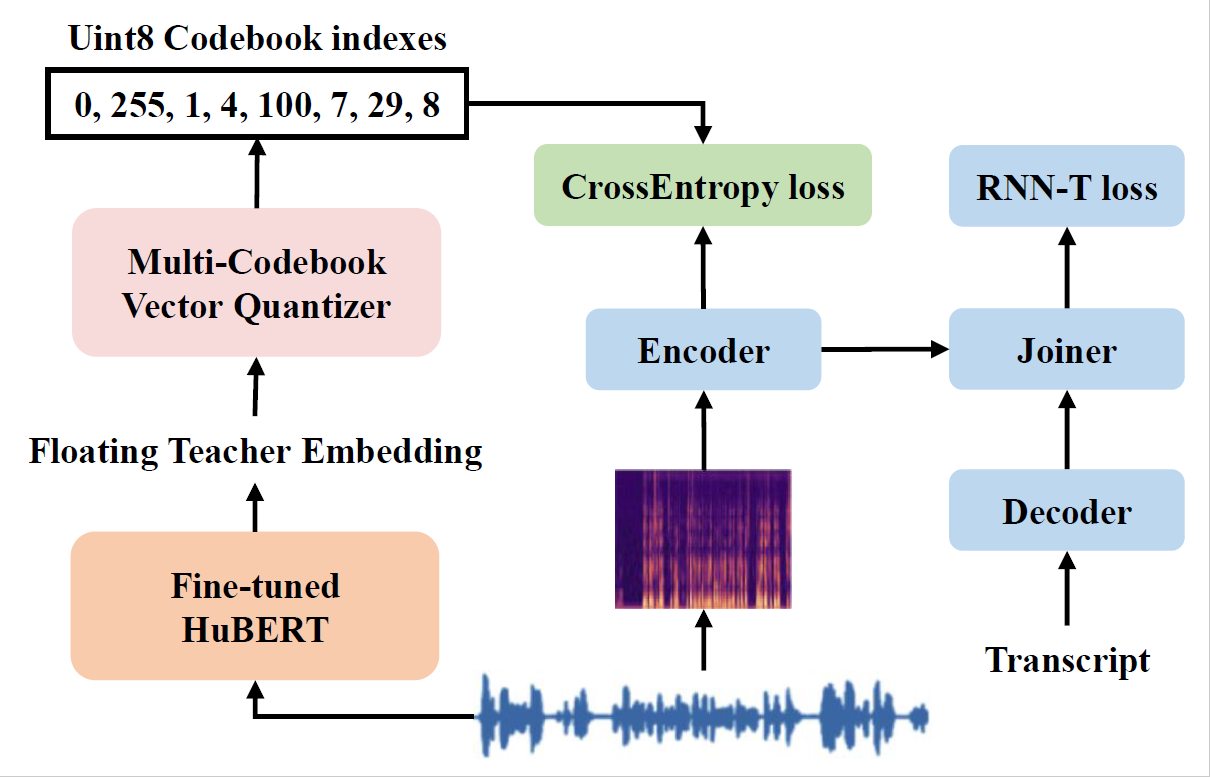 Uint8 Codebook indexes
0, 255, 1, 4, 100, 7, 29, 8
CrossEntropy loss
RNN-T loss
Multi-Codebook
Vector Quantizer
Encoder
Joiner
Floating Teacher Embedding
Decoder
Fine-tuned
HuBERT
Transcript